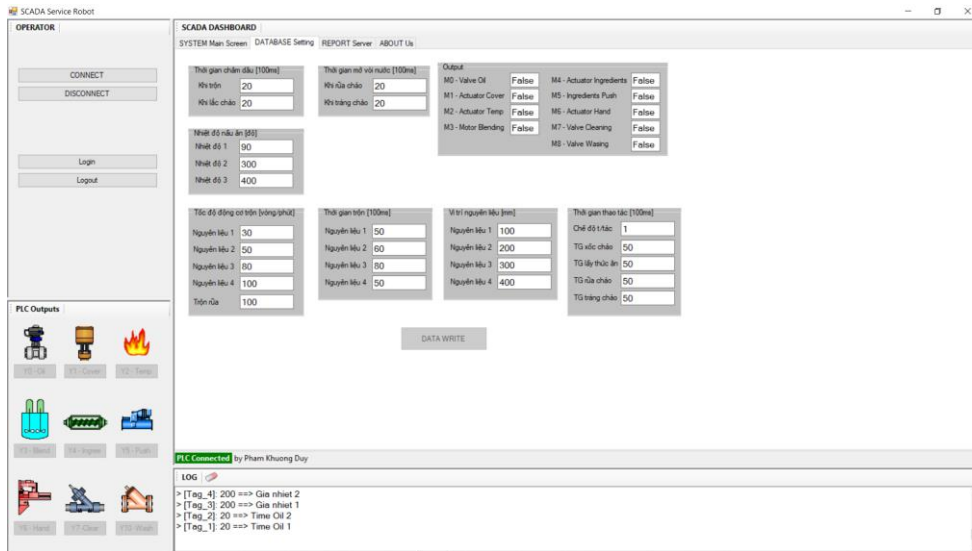 SCADA Service Robot
OPERATOR
CONNECT
DISCONNECT
Login
Logout
PLC Outputs
Y0 - Oil
Y1 - Cover
Y2 - Temp
Y3 - Blend
Y4 - Ingre
Y5 - Push
Y6 - Hand
Y7-Clean
Y10-Wash
SCADA DASHBOARD
SYSTEM Main Screen DATABASE Setting REPORT Server ABOUT Us
Thời gian châm dầu [100ms]
Khi trộn 20
Khi lắc chảo 20
Thời gian mở vòi nước [100ms]
Khi rửa chảo 20
Khi tráng chảo 20
Output
M0 - Valve Oil False
M1 - Actuator Cover False
M2 - Actuator Temp False
M3 - Motor Blending False
M4 - Actuator Ingredients False
M5 - Ingredients Push False
M6 - Actuator Hand False
M7 - Valve Cleaning False
M8 - Valve Wasing False
Nhiệt độ nấu ăn [độ]
Nhiệt độ 1 90
Nhiệt độ 2 300
Nhiệt độ 3 400
Tốc độ động cơ trộn [vòng/phút]
Nguyên liệu 1 30
Nguyên liệu 2 50
Nguyên liệu 3 80
Nguyên liệu 4 100
Trộn rửa 100
Thời gian trộn [100ms]
Nguyên liệu 1 50
Nguyên liệu 2 60
Nguyên liệu 3 80
Nguyên liệu 4 50
Vị trí nguyên liệu [mm]
Nguyên liệu 1 100
Nguyên liệu 2 200
Nguyên liệu 3 300
Nguyên liệu 4 400
Thời gian thao tác [100ms]
Chế độ t/tác 1
TG xốc chảo 50
TG lấy thức ăn 50
TG rửa chảo 50
TG tráng chảo 50
DATA WRITE
PLC Connected by Pham Khuong Duy
LOG
> [Tag_4]: 200 ==> Gia nhiet 2
> [Tag_3]: 200 ==> Gia nhiet 1
> [Tag_2]: 20 ==> Time Oil 2
> [Tag_1]: 20 ==> Time Oil 1